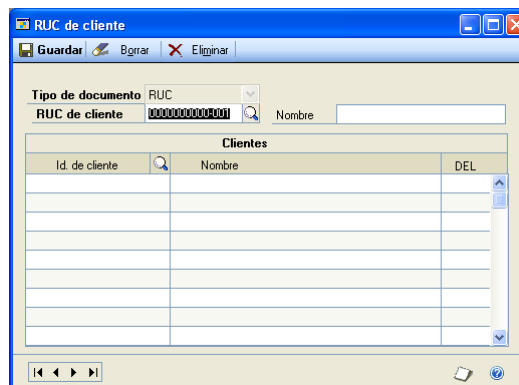 RUC de cliente
Guardar Borrar Eliminar
Tipo de documento RUC
RUC de cliente 0000000000-001 Nombre
Clientes
Id. de cliente Nombre DEL